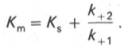 K_m = K_s + k_{+2} / k_{+1} .